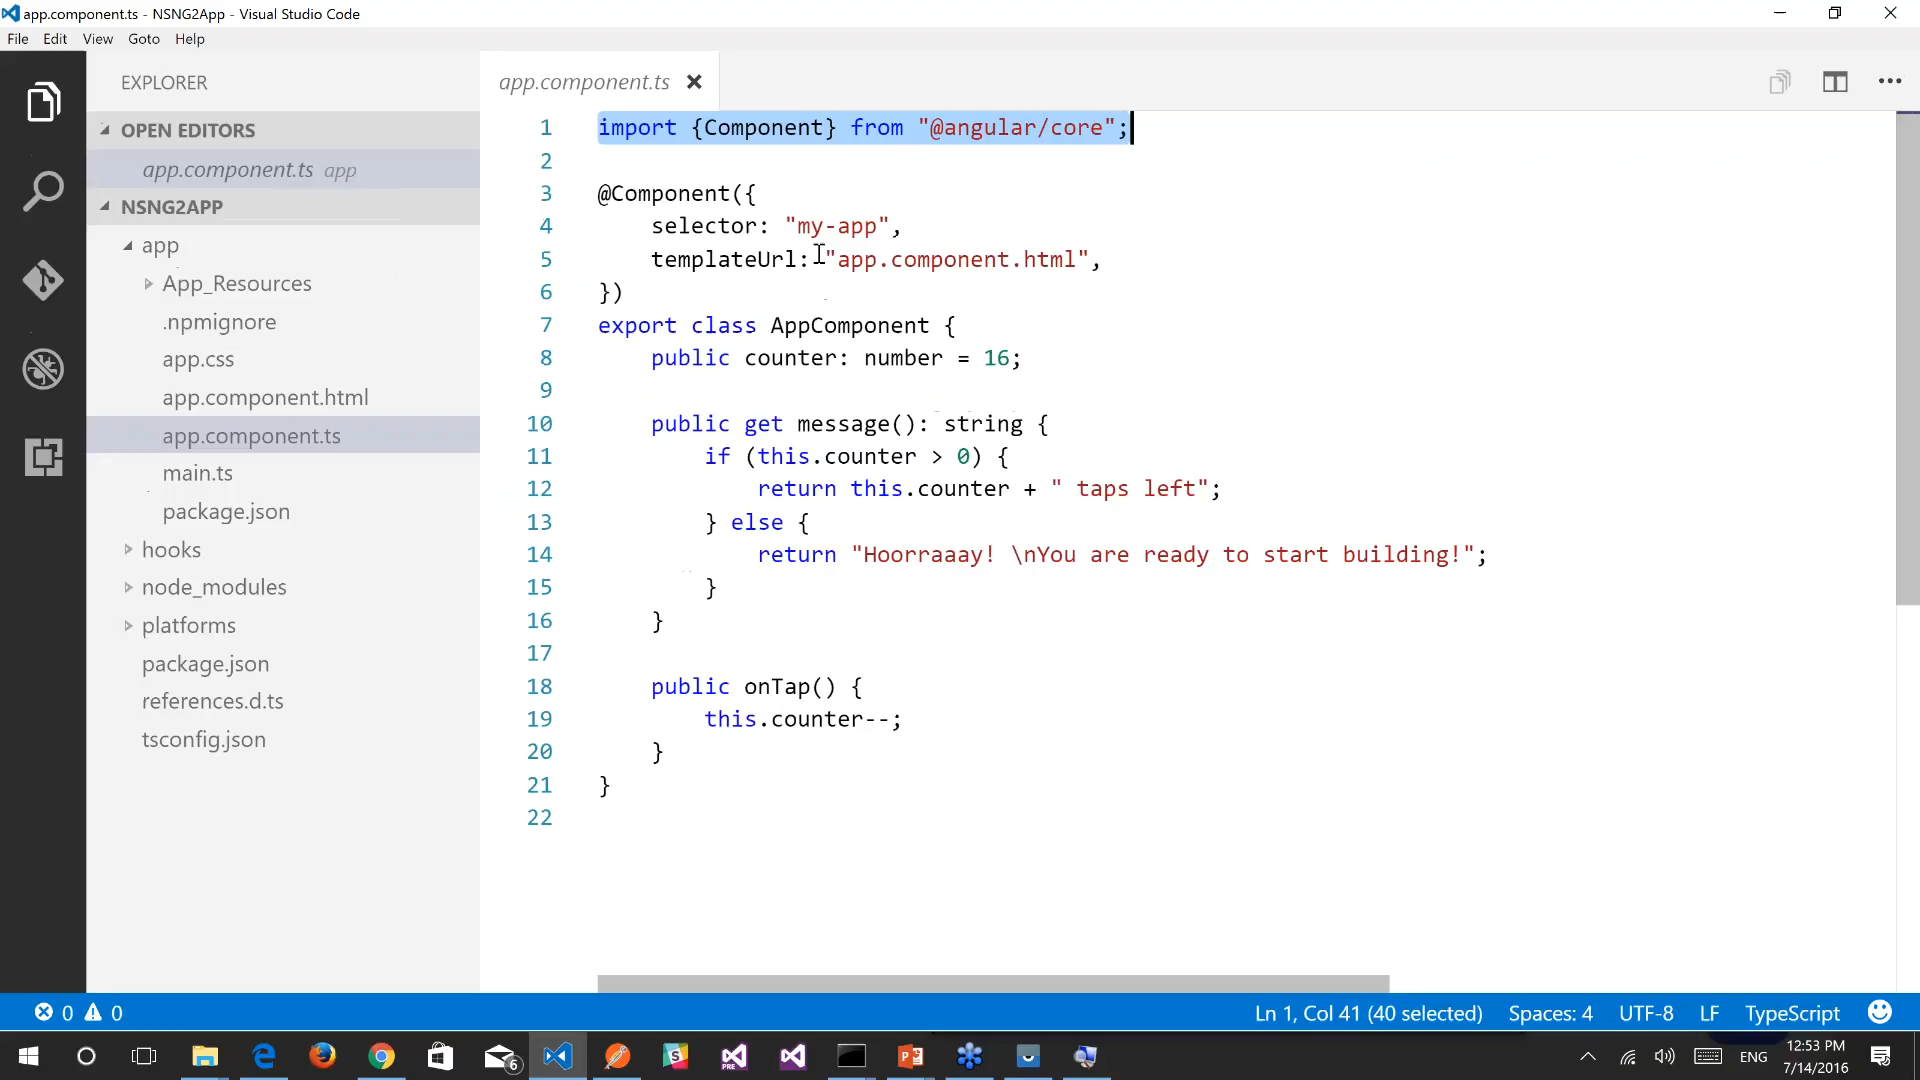 app.component.ts - NSNG2App - Visual Studio Code
File Edit View Goto Help
EXPLORER
OPEN EDITORS
app.component.ts app
NSNG2APP
app
App_Resources
.npmignore
app.css
app.component.html
app.component.ts
main.ts
package.json
hooks
node_modules
platforms
package.json
references.d.ts
tsconfig.json
app.component.ts
1 import {Component} from "@angular/core";
2
3 @Component({
4     selector: "my-app",
5     templateUrl: "app.component.html",
6 })
7 export class AppComponent {
8     public counter: number = 16;
9
10     public get message(): string {
11         if (this.counter > 0) {
12             return this.counter + " taps left";
13         } else {
14             return "Hoorraaay! \nYou are ready to start building!";
15         }
16     }
17
18     public onTap() {
19         this.counter--;
20     }
21 }
22
0 0
Ln 1, Col 41 (40 selected) Spaces: 4 UTF-8 LF TypeScript
6
PRE
ENG
12:53 PM
7/14/2016